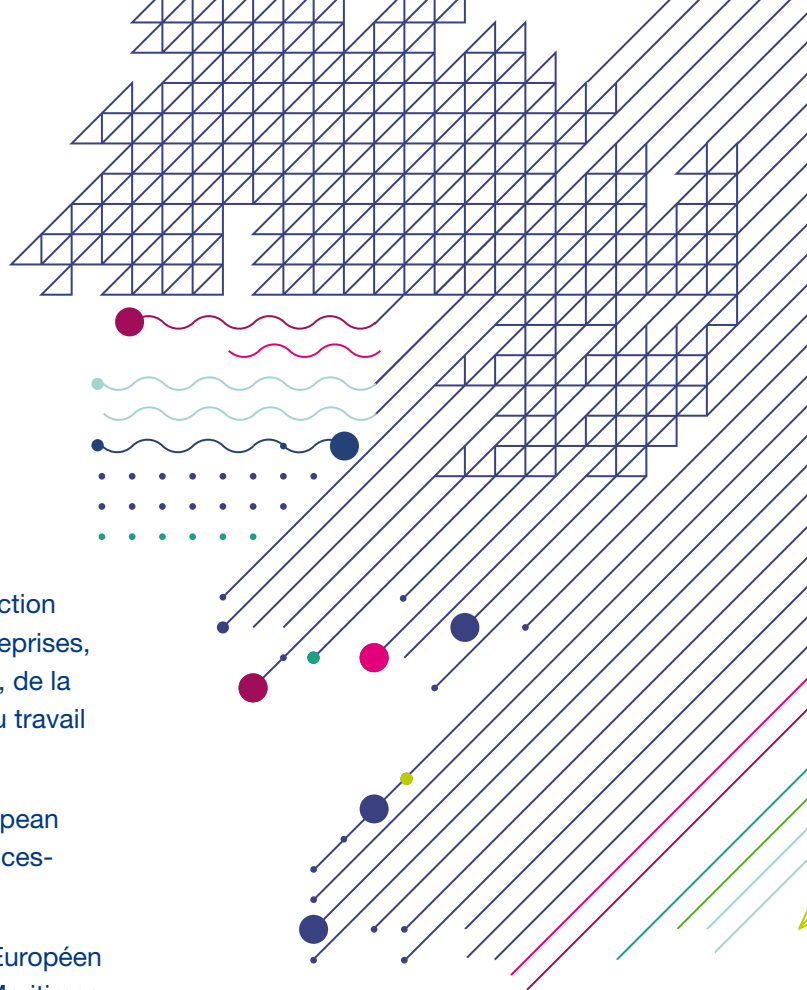 ction
eprises,
, de la
u travail
pean
ces-
Européen